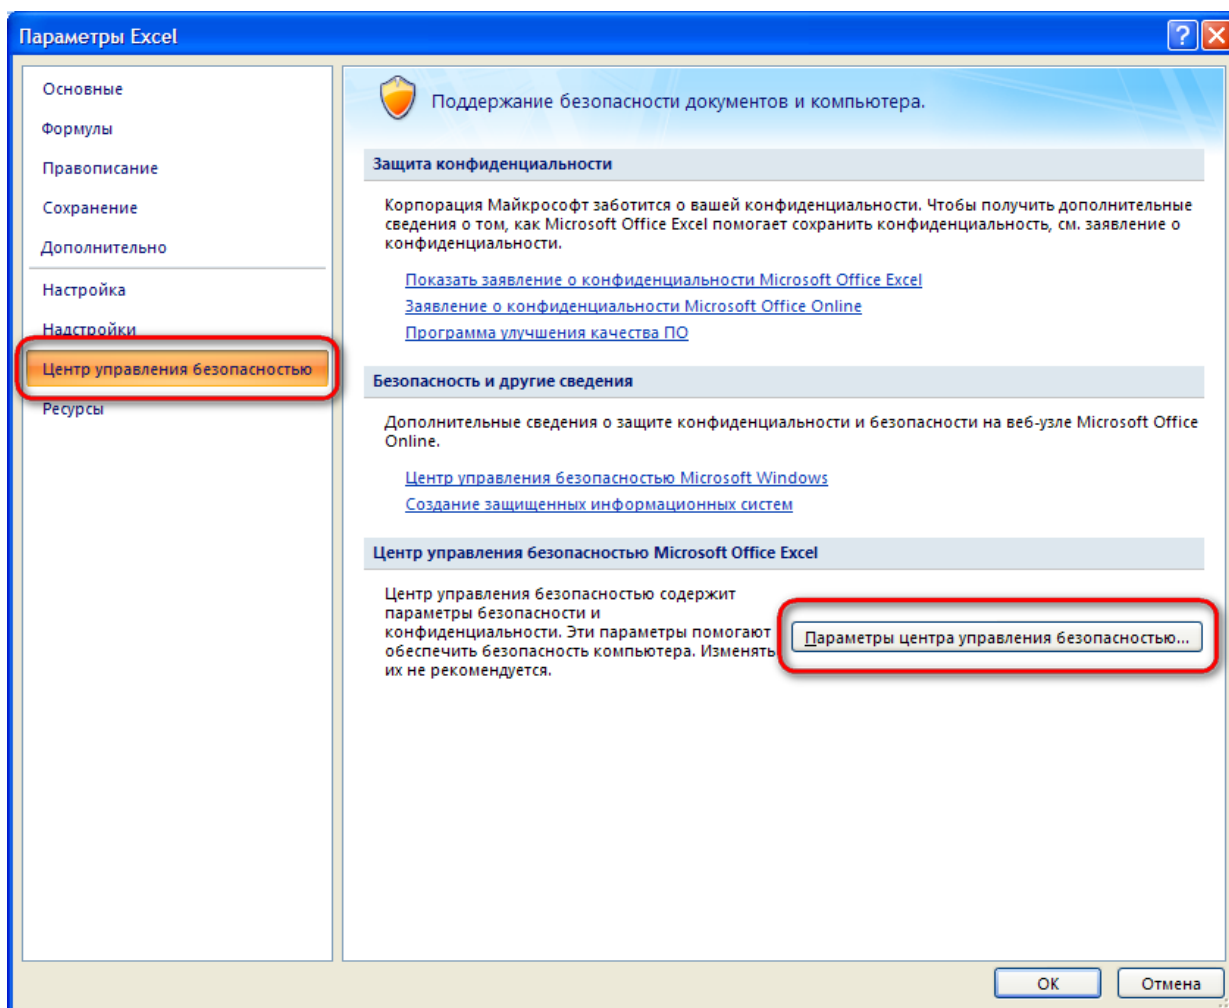 Параметры Excel
Основные
Формулы
Правописание
Сохранение
Дополнительно
Настройка
Надстройки
Центр управления безопасностью
Ресурсы
Поддержание безопасности документов и компьютера.
Защита конфиденциальности
Корпорация Майкрософт заботится о вашей конфиденциальности. Чтобы получить дополнительные
сведения о том, как Microsoft Office Excel помогает сохранить конфиденциальность, см. заявление о
конфиденциальности.
Показать заявление о конфиденциальности Microsoft Office Excel
Заявление о конфиденциальности Microsoft Office Online
Программа улучшения качества ПО
Безопасность и другие сведения
Дополнительные сведения о защите конфиденциальности и безопасности на веб-узле Microsoft Office
Online.
Центр управления безопасностью Microsoft Windows
Создание защищенных информационных систем
Центр управления безопасностью Microsoft Office Excel
Центр управления безопасностью содержит
параметры безопасности и
конфиденциальности. Эти параметры помогают
обеспечить безопасность компьютера. Изменять
их не рекомендуется.
Параметры центра управления безопасностью...
ОК
Отмена